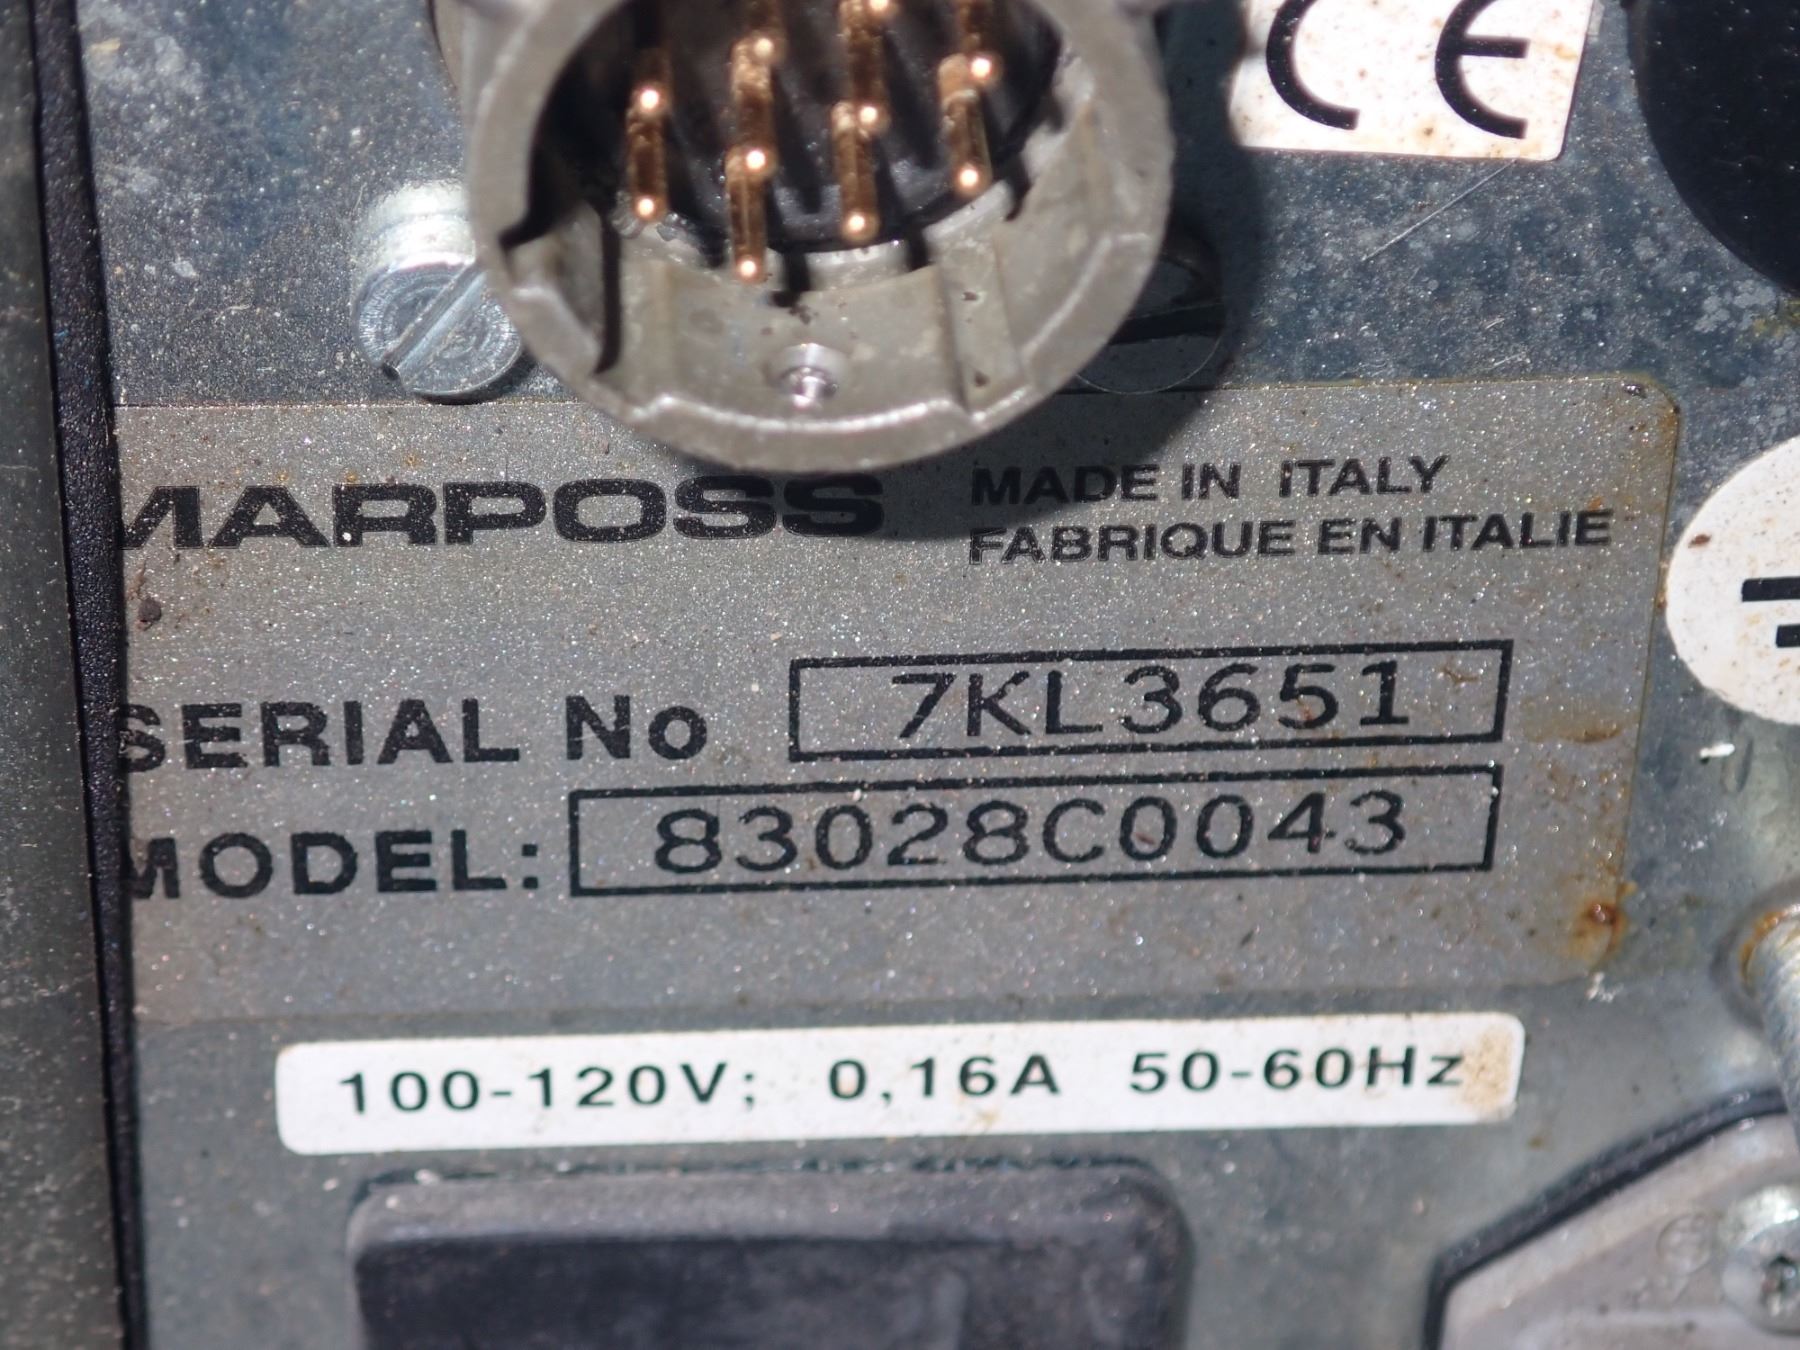 CE
MARPOSS
MADE IN ITALY
FABRIQUE EN ITALIE
SERIAL No 7KL3651
MODEL: 83028C0043
100-120V; 0,16A 50-60Hz